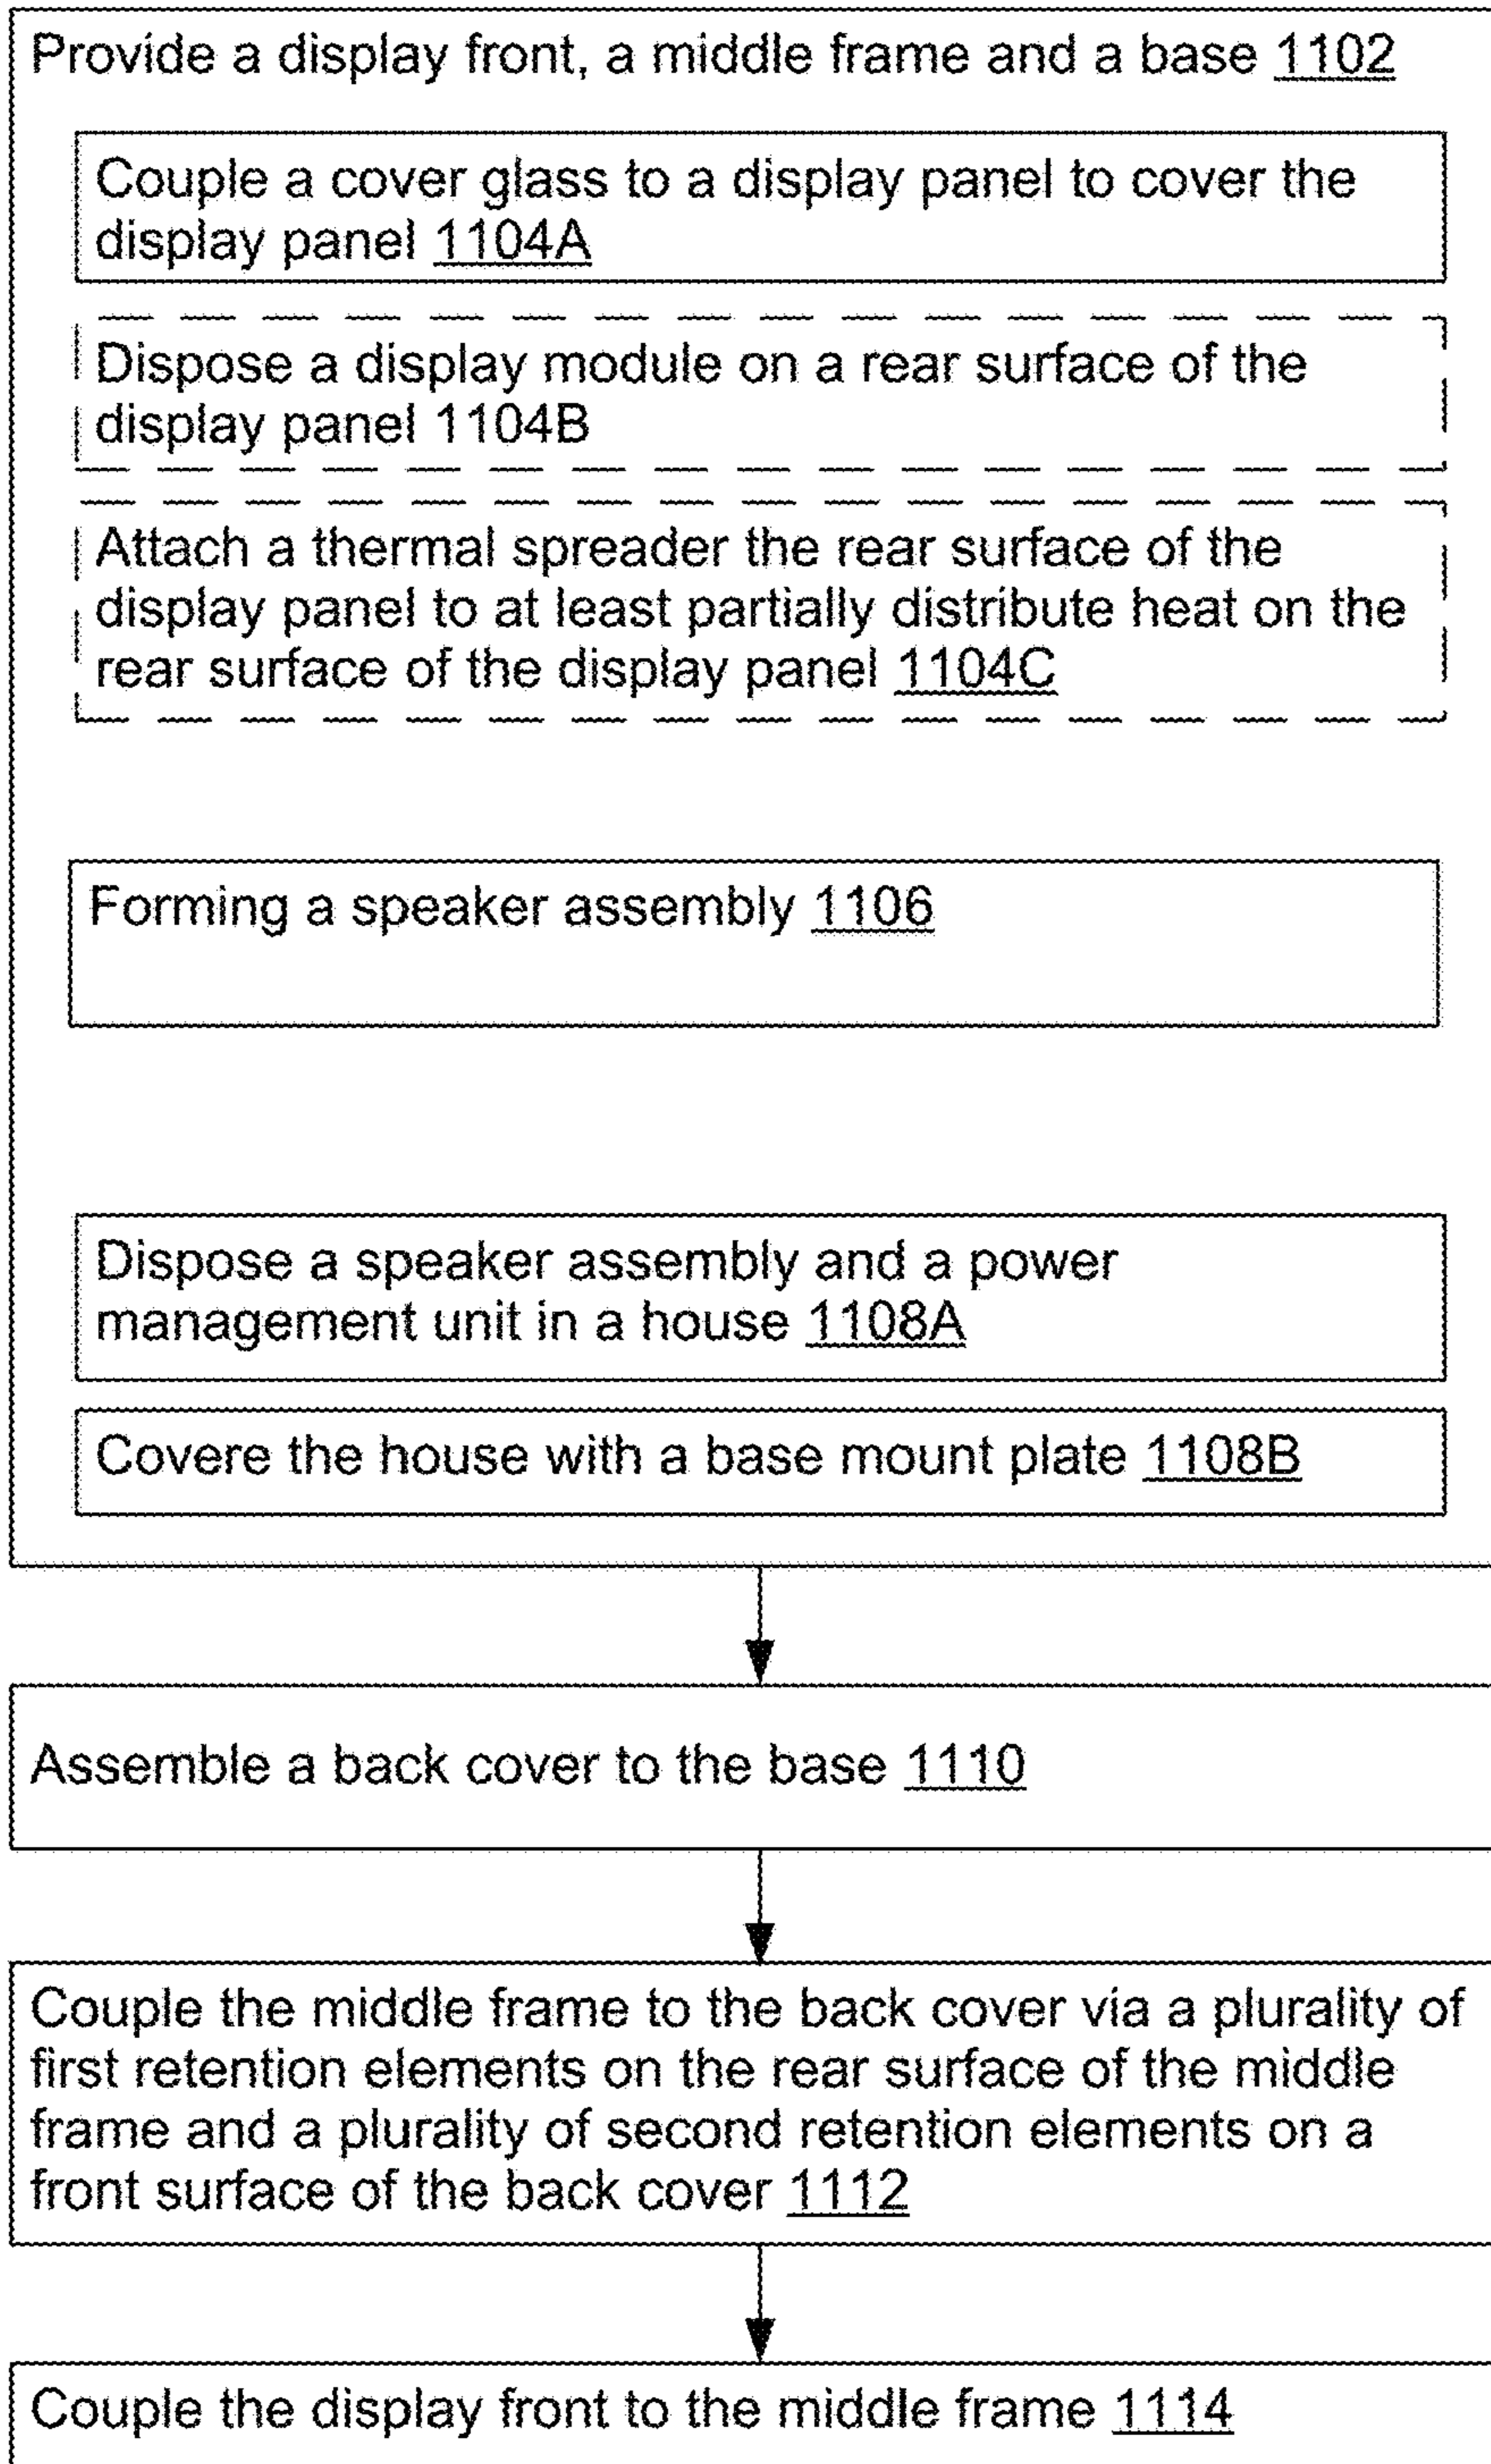 Provide a display front, a middle frame and a base 1102
Couple a cover glass to a display panel to cover the
display panel 1104A
Dispose a display module on a rear surface of the
display panel 1104B
Attach a thermal spreader the rear surface of the
display panel to at least partially distribute heat on the
rear surface of the display panel 1104C
Forming a speaker assembly 1106
Dispose a speaker assembly and a power
management unit in a house 1108A
Covere the house with a base mount plate 1108B
Assemble a back cover to the base 1110
Couple the middle frame to the back cover via a plurality of
first retention elements on the rear surface of the middle
frame and a plurality of second retention elements on a
front surface of the back cover 1112
Couple the display front to the middle frame 1114